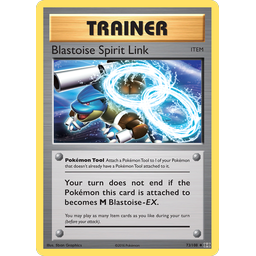 TRAINER
Blastoise Spirit Link
ITEM
Pokémon Tool Attach a Pokémon Tool to 1 of your Pokémon
that doesn't already have a Pokémon Tool attached to it.
Your turn does not end if the
Pokémon this card is attached to
becomes M Blastoise-EX.
You may play as many Item cards as you like during your turn
(before your attack).